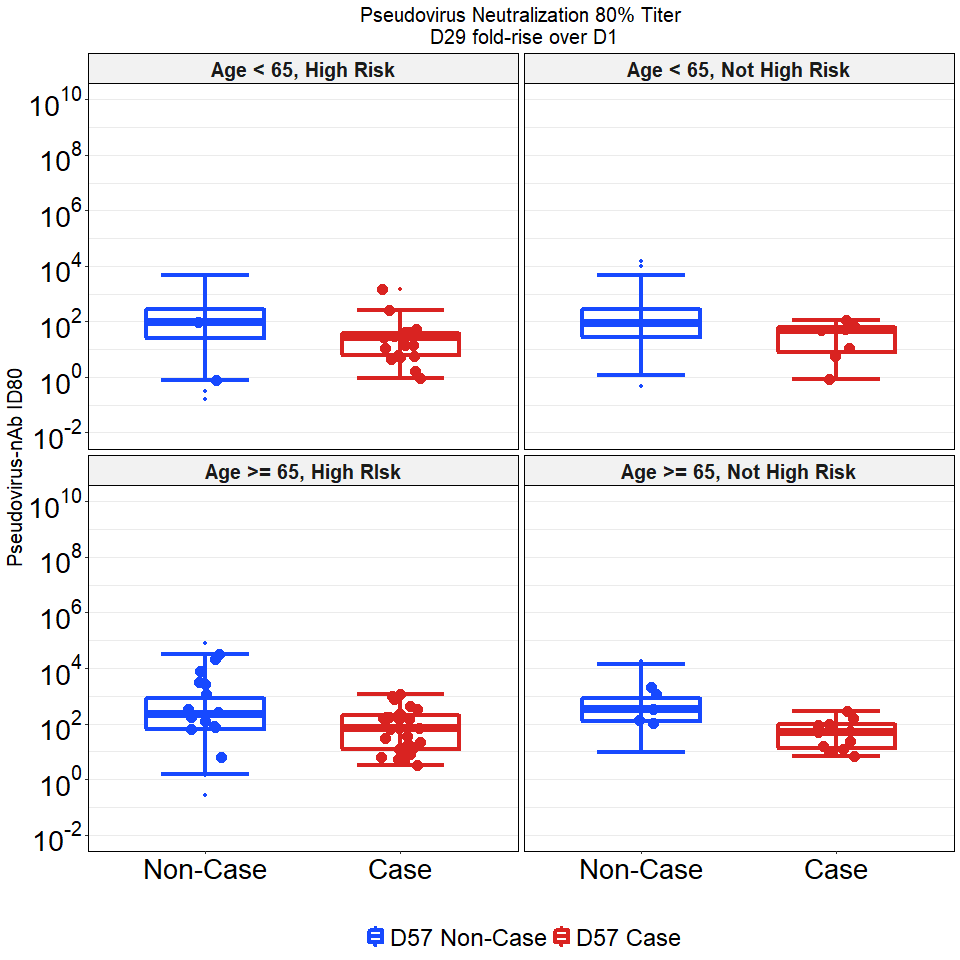 Pseudovirus Neutralization 80% Titer
D29 fold-rise over D1
Age < 65, High Risk
Age < 65, Not High Risk
10^10
10^8
10^6
10^4
10^2
10^0
10^-2
Pseudovirus-nAb ID80
Age >= 65, High RIsk
Age >= 65, Not High Risk
10^10
10^8
10^6
10^4
10^2
10^0
10^-2
Non-Case
Case
Non-Case
Case
D57 Non-Case
D57 Case